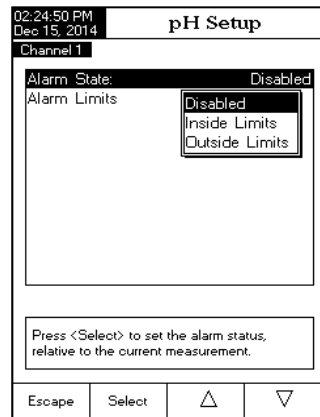 02:24:50 PM
Dec 15, 2014
pH Setup
Channel 1
Alarm State: Disabled
Alarm Limits
Disabled
Inside Limits
Outside Limits
Press <Select> to set the alarm status,
relative to the current measurement.
Escape Select △ ▽